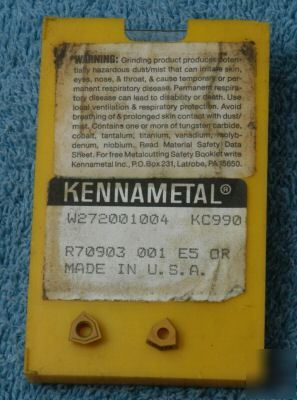 WARNING: Grinding product produces poten-
tially hazardous dust/mist that can irritate skin,
eyes, nose, & throat, & cause temporary or per-
manent respiratory disease. Permanent respira-
tory disease can lead to disability or death. Use
local ventilation & respiratory protection. Avoid
breathing of & prolonged skin contact with dust/
mist. Contains one or more of tungsten carbide,
cobalt, tantalum, titanium, vanadium, molyb-
denum, niobium. Read Material Safety Data
Sheet. For free Metalcutting Safety Booklet write
Kennametal Inc., P.O. Box 231, Latrobe, PA 15650.
KENNAMETAL®
W272001004 KC990
R70903 001 E5 OR
MADE IN U.S.A.